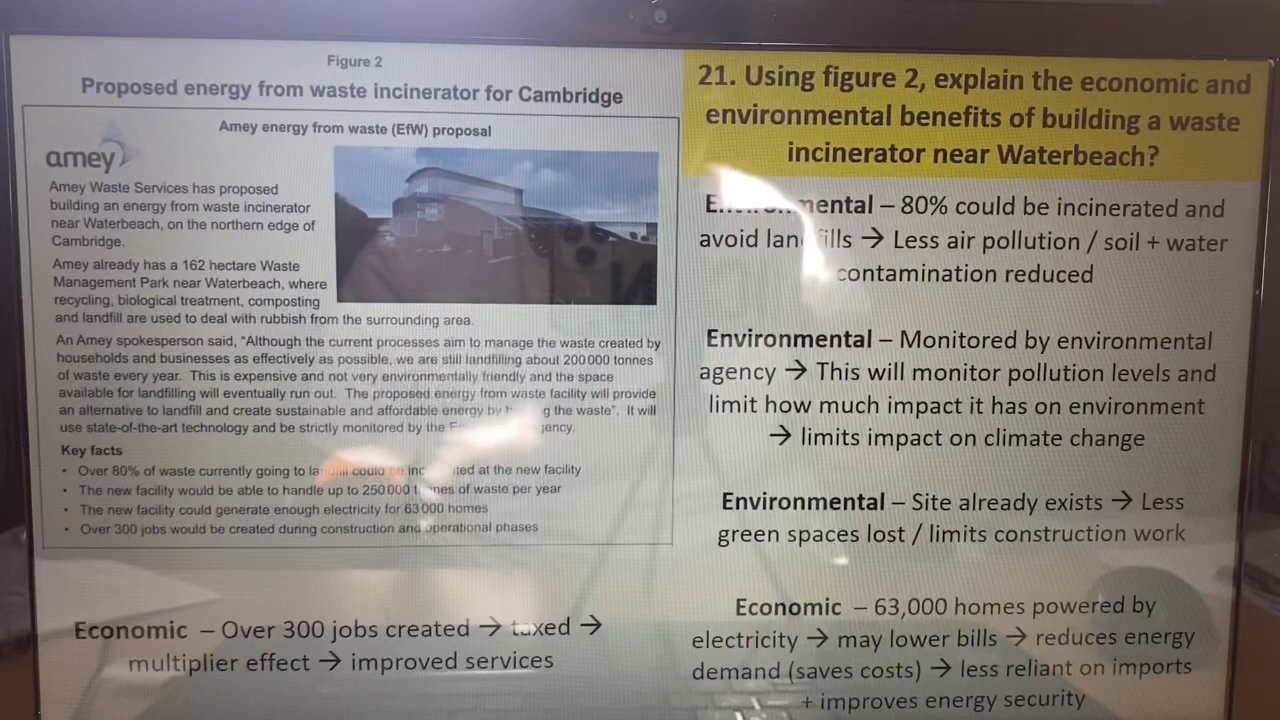 Figure 2
Proposed energy from waste incinerator for Cambridge
Amey energy from waste (EfW) proposal
amey
Amey Waste Services has proposed
building an energy from waste incinerator
near Waterbeach, on the northern edge of
Cambridge.
Amey already has a 162 hectare Waste
Management Park near Waterbeach, where
recycling, biological treatment, composting
and landfill are used to deal with rubbish from the surrounding area.
An Amey spokesperson said, "Although the current processes aim to manage the waste created by
households and businesses as effectively as possible, we are still landfilling about 200 000 tonnes
of waste every year. This is expensive and not very environmentally friendly and the space
available for landfilling will eventually run out. The proposed energy from waste facility will provide
an alternative to landfill and create sustainable and affordable energy by the waste". It will
use state-of-the-art technology and be strictly monitored by the
Key facts
• Over 80% of waste currently going to landfill could be at the new facility
• The new facility would be able to handle up to 250 000 tonnes of waste per year
• The new facility could generate enough electricity for 63 000 homes
• Over 300 jobs would be created during construction and operational phases
Economic – Over 300 jobs created → taxed →
multiplier effect → improved services
21. Using figure 2, explain the economic and
environmental benefits of building a waste
incinerator near Waterbeach?
Environmental – 80% could be incinerated and
avoid landfills → Less air pollution / soil + water
contamination reduced
Environmental – Monitored by environmental
agency → This will monitor pollution levels and
limit how much impact it has on environment
→ limits impact on climate change
Environmental – Site already exists → Less
green spaces lost / limits construction work
Economic – 63,000 homes powered by
electricity → may lower bills → reduces energy
demand (saves costs) → less reliant on imports
+ improves energy security